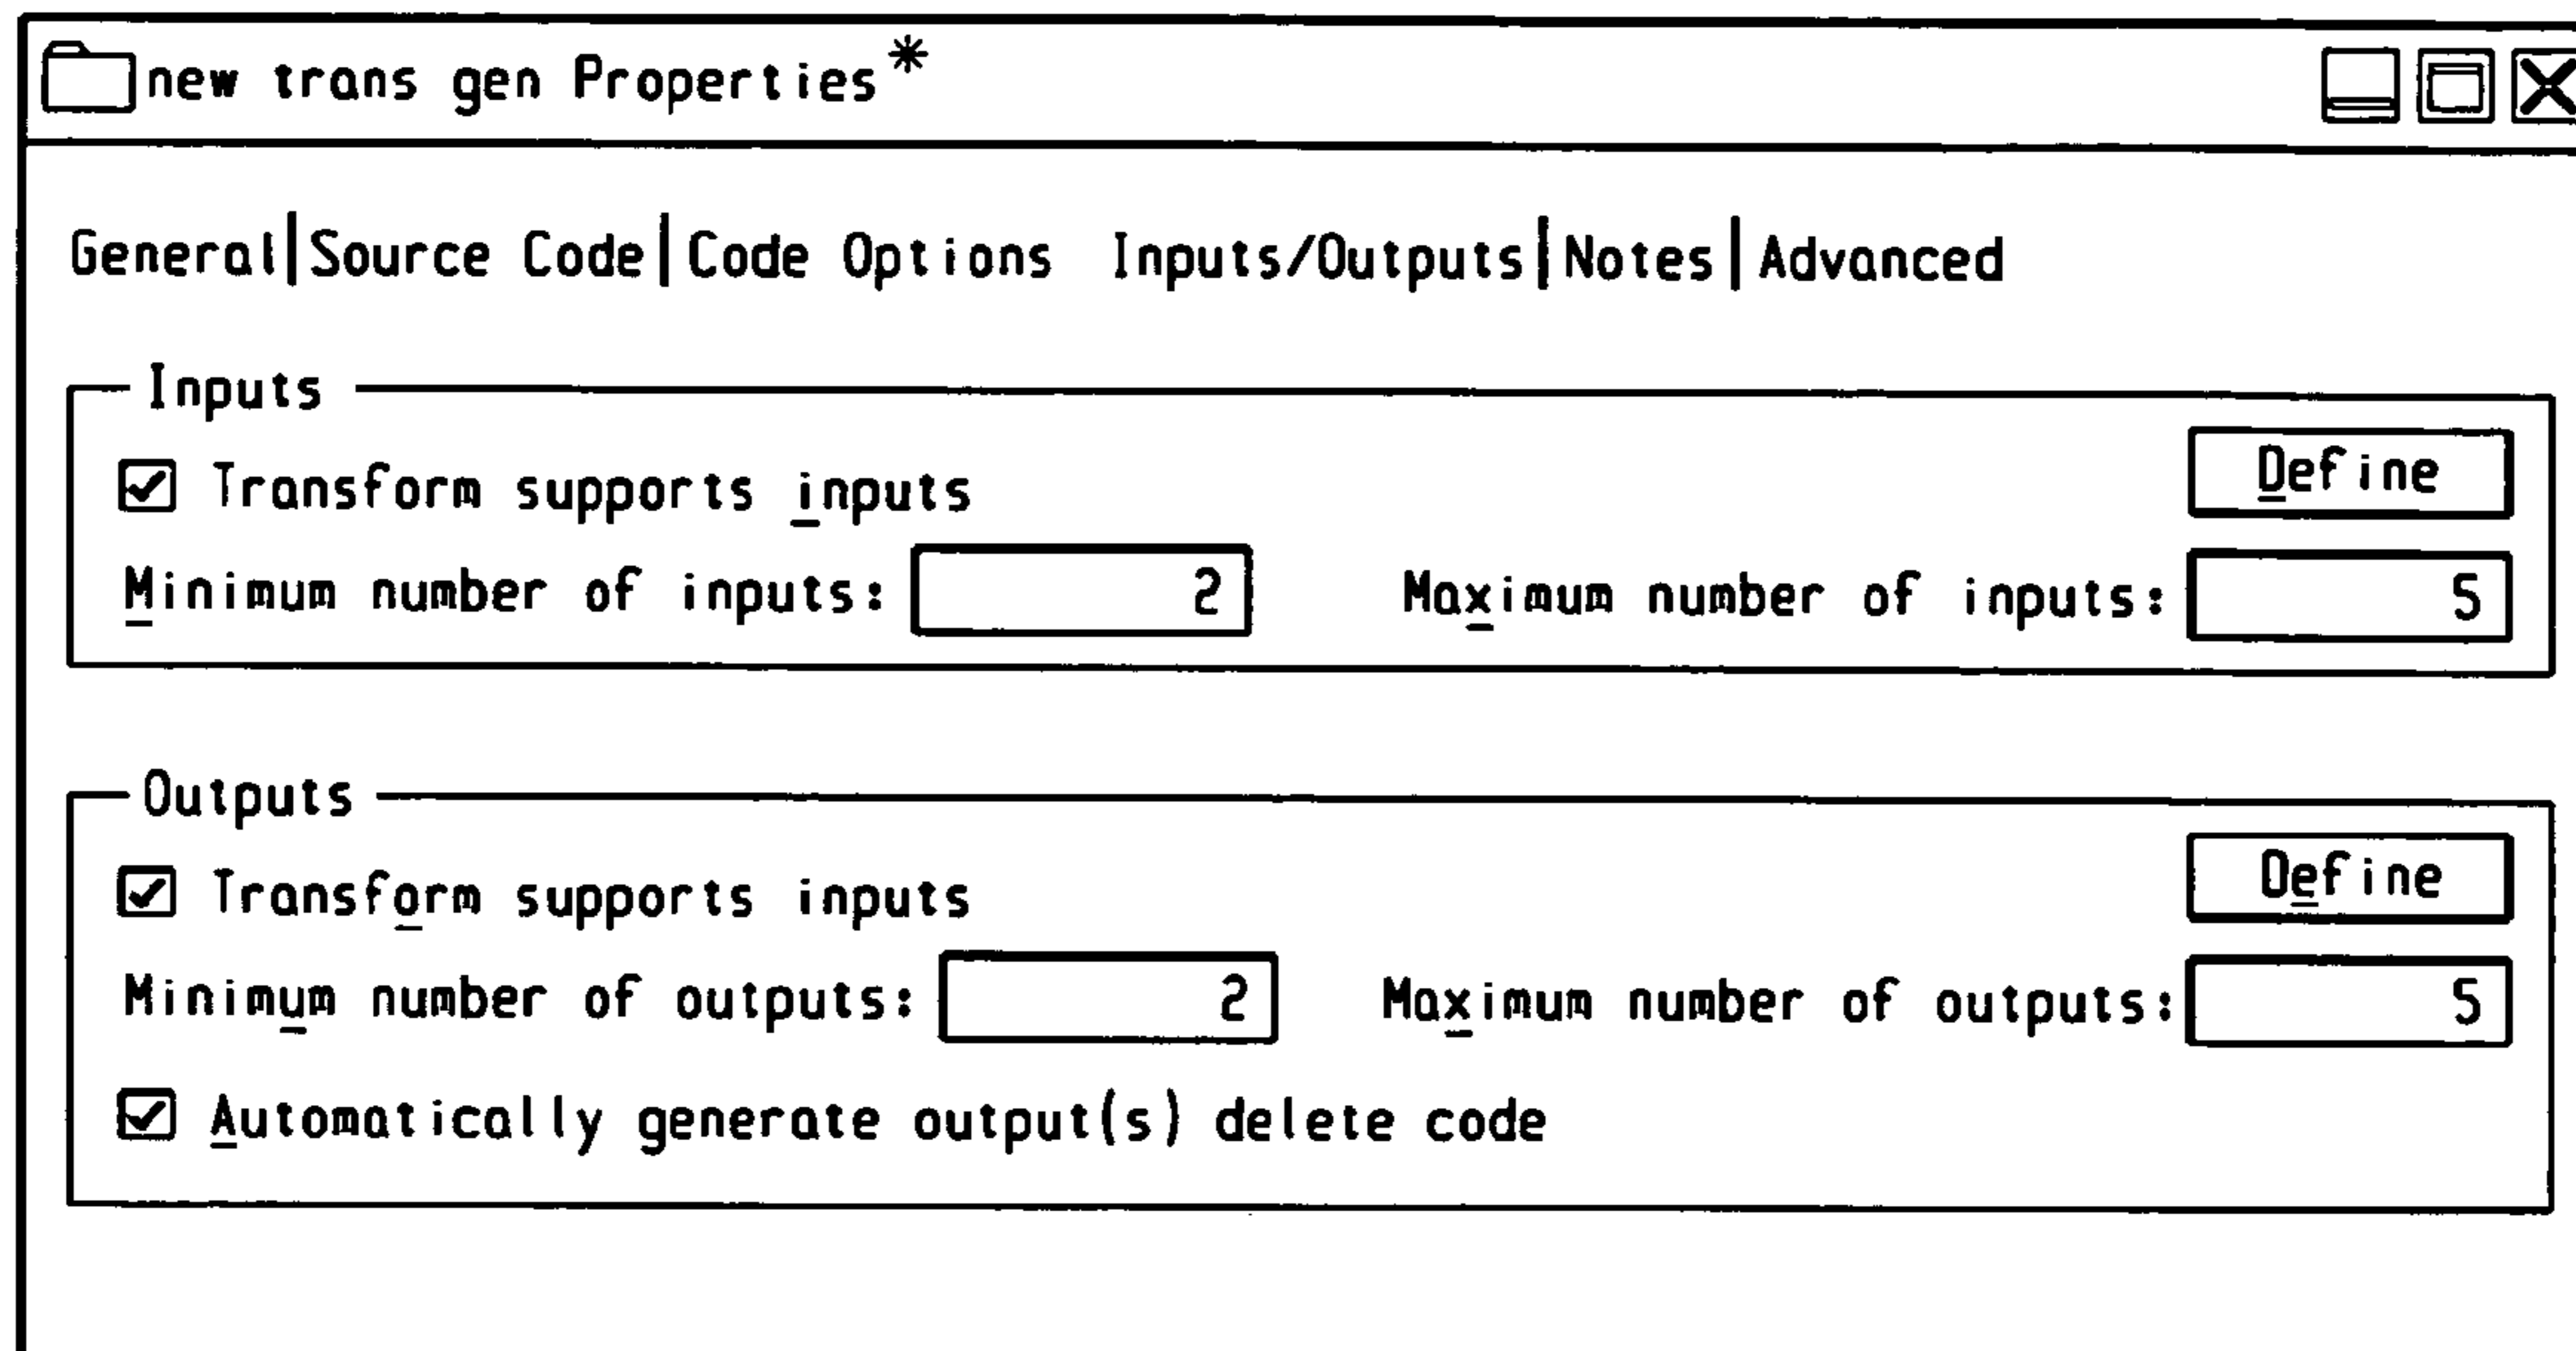 new trans gen Properties*
General|Source Code|Code Options Inputs/Outputs|Notes|Advanced
Inputs
Transform supports inputs
Define
Minimum number of inputs: 2
Maximum number of inputs: 5
Outputs
Transform supports inputs
Define
Minimum number of outputs: 2
Maximum number of outputs: 5
Automatically generate output(s) delete code